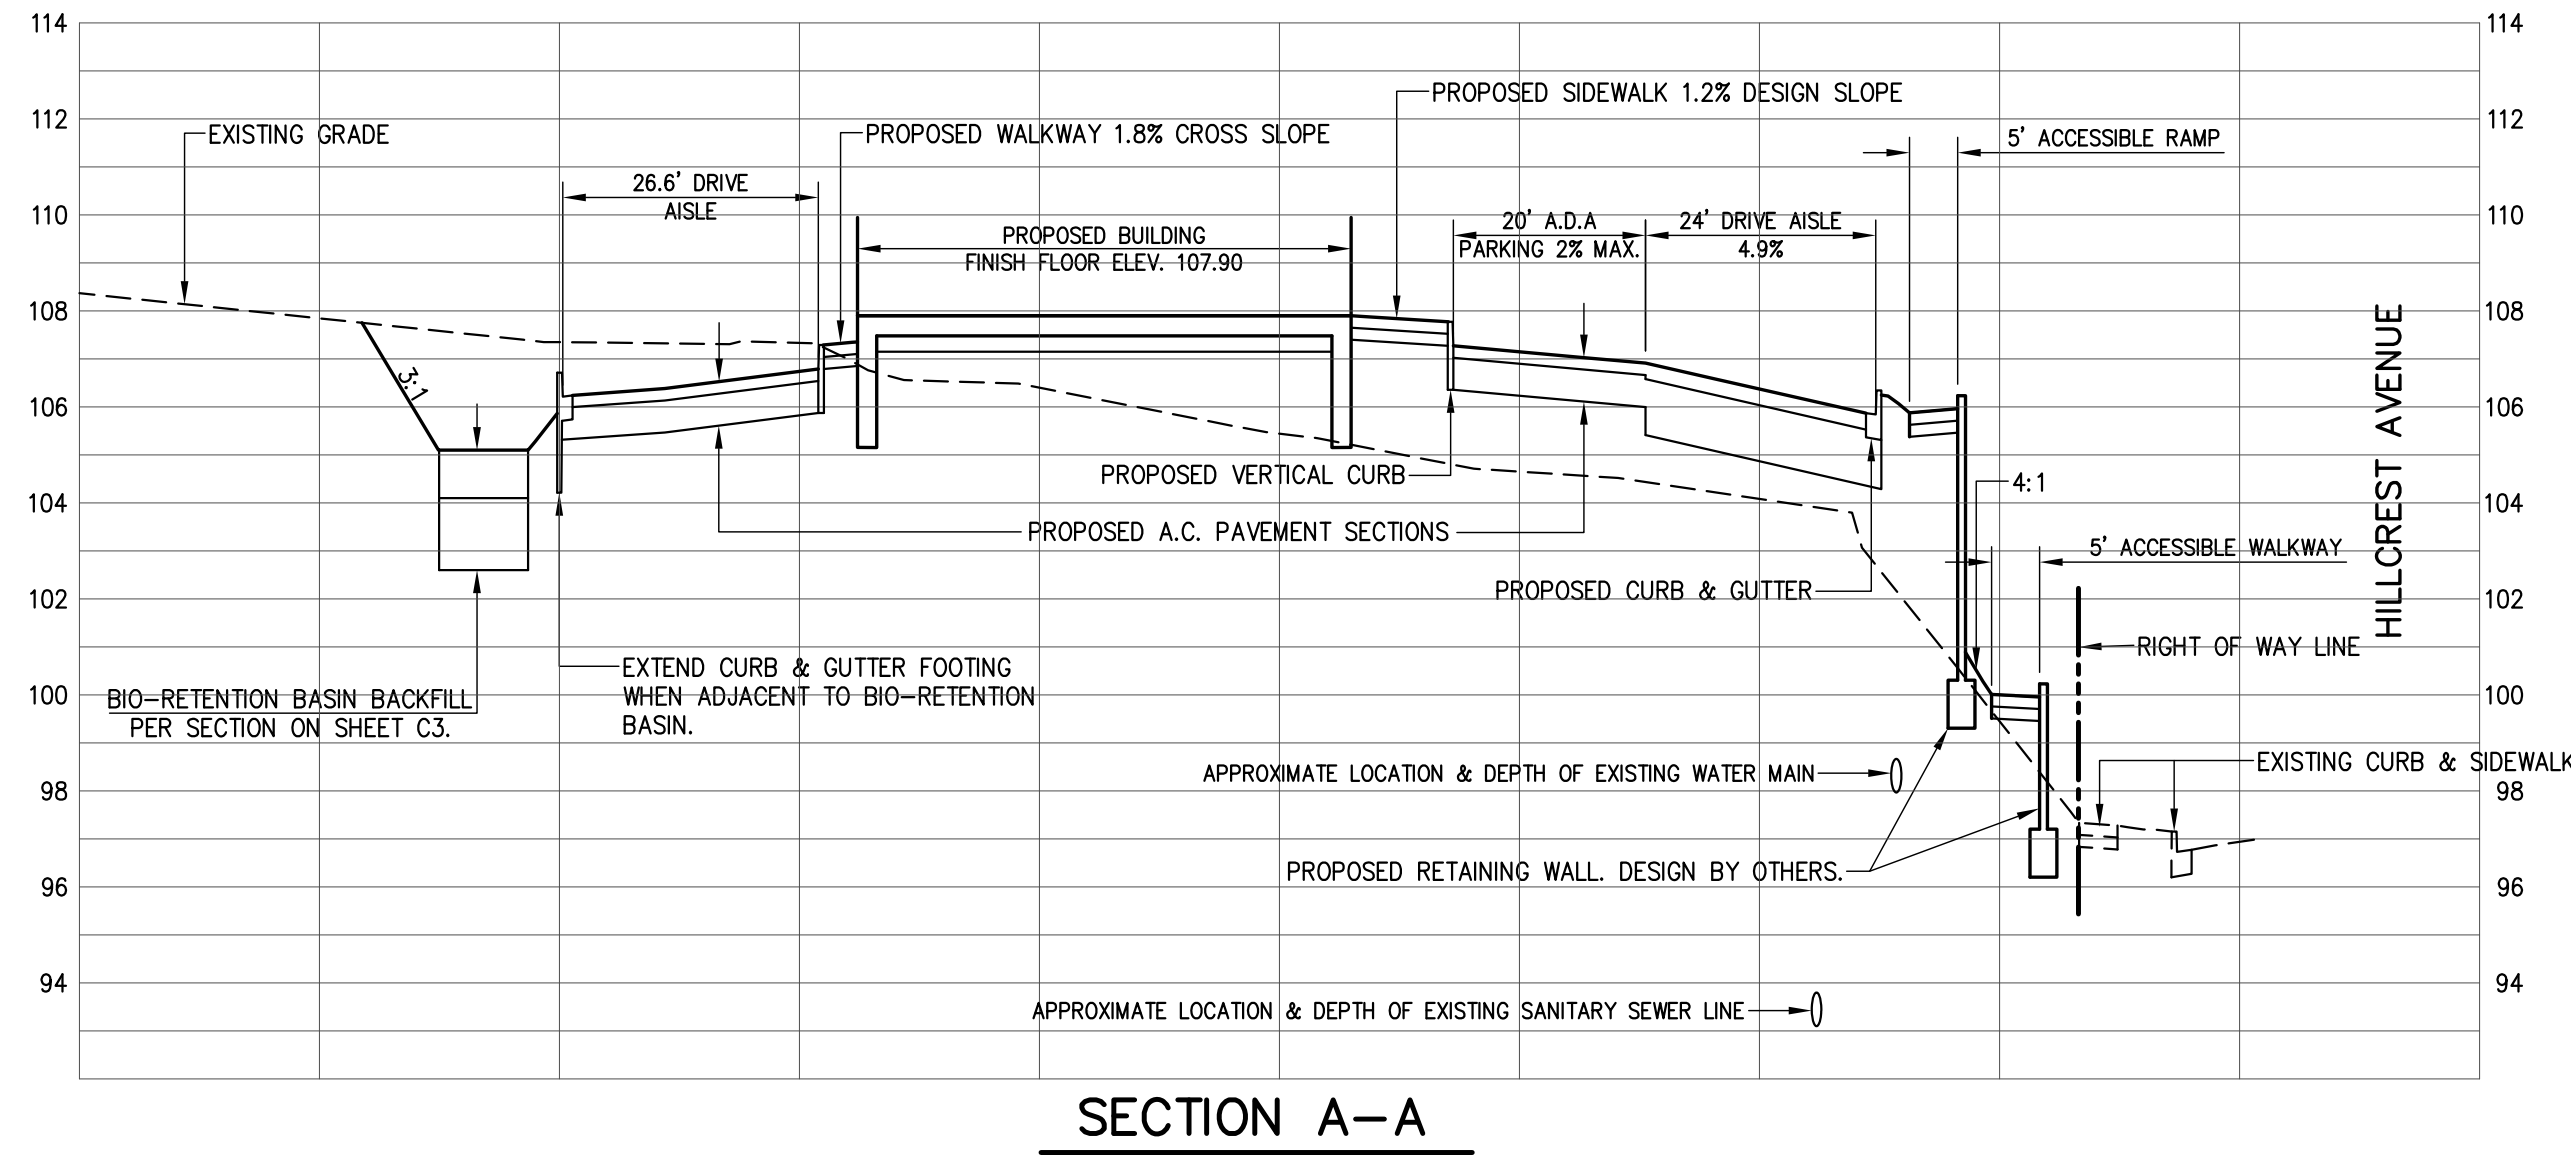 114
114
112
112
110
110
108
108
106
106
104
104
102
102
100
100
98
98
96
96
94
94
PROPOSED SIDEWALK 1.2% DESIGN SLOPE
EXISTING GRADE
PROPOSED WALKWAY 1.8% CROSS SLOPE
5' ACCESSIBLE RAMP
26.6' DRIVE
AISLE
PROPOSED BUILDING
FINISH FLOOR ELEV. 107.90
20' A.D.A
PARKING 2% MAX.
24' DRIVE AISLE
4.9%
3:1
HILLCREST AVENUE
PROPOSED VERTICAL CURB
4:1
PROPOSED A.C. PAVEMENT SECTIONS
5' ACCESSIBLE WALKWAY
PROPOSED CURB & GUTTER
RIGHT OF WAY LINE
EXTEND CURB & GUTTER FOOTING
WHEN ADJACENT TO BIO-RETENTION
BASIN.
BIO-RETENTION BASIN BACKFILL
PER SECTION ON SHEET C3.
APPROXIMATE LOCATION & DEPTH OF EXISTING WATER MAIN
EXISTING CURB & SIDEWALK
PROPOSED RETAINING WALL. DESIGN BY OTHERS.
APPROXIMATE LOCATION & DEPTH OF EXISTING SANITARY SEWER LINE
SECTION A-A